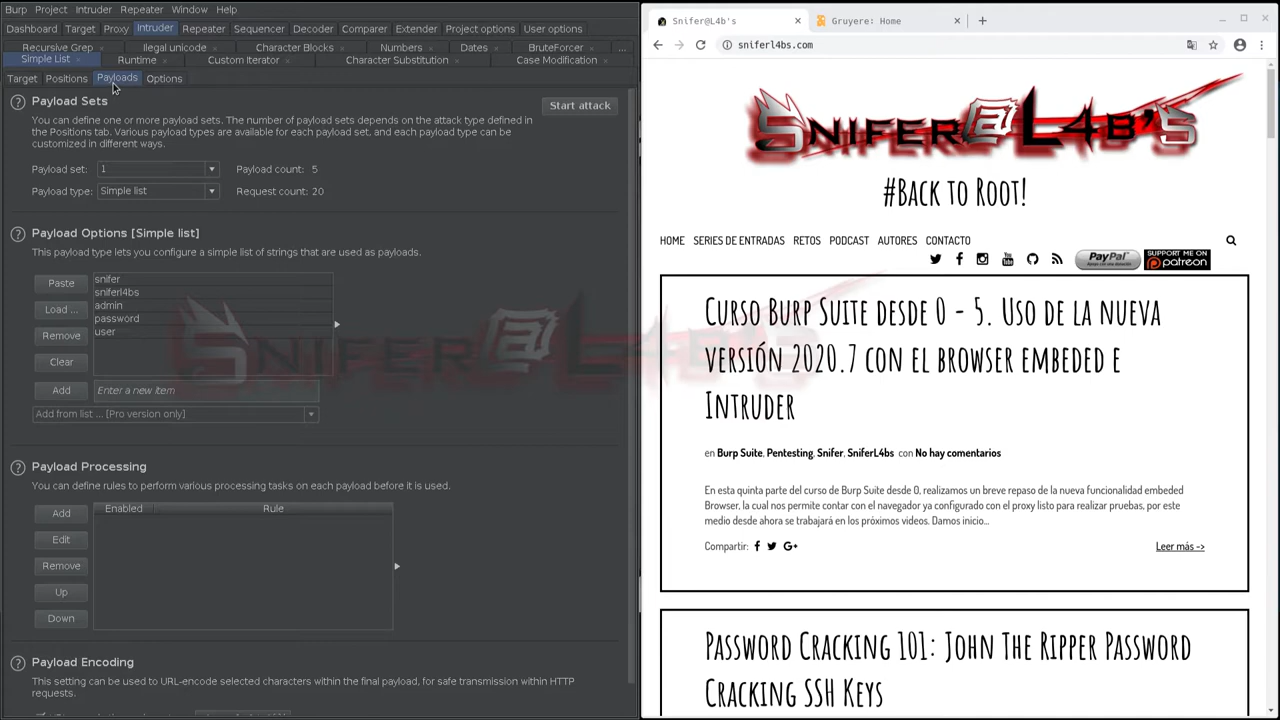 Burp Project Intruder Repeater Window Help
Dashboard Target Proxy Intruder Repeater Sequencer Decoder Comparer Extender Project options User options
Recursive Grep × Illegal unicode × Character Blocks × Numbers × Dates × BruteForcer × ...
Simple List × Runtime × Custom Iterator × Character Substitution × Case Modification ×
Target Positions Payloads Options
? Payload Sets
Start attack
You can define one or more payload sets. The number of payload sets depends on the attack type defined in
the Positions tab. Various payload types are available for each payload set, and each payload type can be
customized in different ways.
Payload set: 1 Payload count: 5
Payload type: Simple list Request count: 20
? Payload Options [Simple list]
This payload type lets you configure a simple list of strings that are used as payloads.
Paste
Load ...
Remove
Clear
snifer
sniferl4bs
admin
password
user
Add Enter a new item
Add from list ... [Pro version only]
? Payload Processing
You can define rules to perform various processing tasks on each payload before it is used.
Add
Edit
Remove
Up
Down
Enabled Rule
? Payload Encoding
This setting can be used to URL-encode selected characters within the final payload, for safe transmission within HTTP
requests.
Snifer@L4b's × Gruyere: Home × +
sniferl4bs.com
Snifer@L4b's
#Back to Root!
HOME SERIES DE ENTRADAS RETOS PODCAST AUTORES CONTACTO
PayPal
SUPPORT ME ON
patreon
Curso Burp Suite desde 0 - 5. Uso de la nueva
versión 2020.7 con el browser embeded e
Intruder
en Burp Suite, Pentesting, Snifer, SniferL4bs con No hay comentarios
En esta quinta parte del curso de Burp Suite desde 0, realizamos un breve repaso de la nueva funcionalidad embeded
Browser, la cual nos permite contar con el navegador ya configurado con el proxy listo para realizar pruebas, por este
medio desde ahora se trabajará en los próximos videos. Damos inicio...
Compartir: G+
Leer más ->
Password Cracking 101: John The Ripper Password
Cracking SSH Keys
Snifer@L4b's